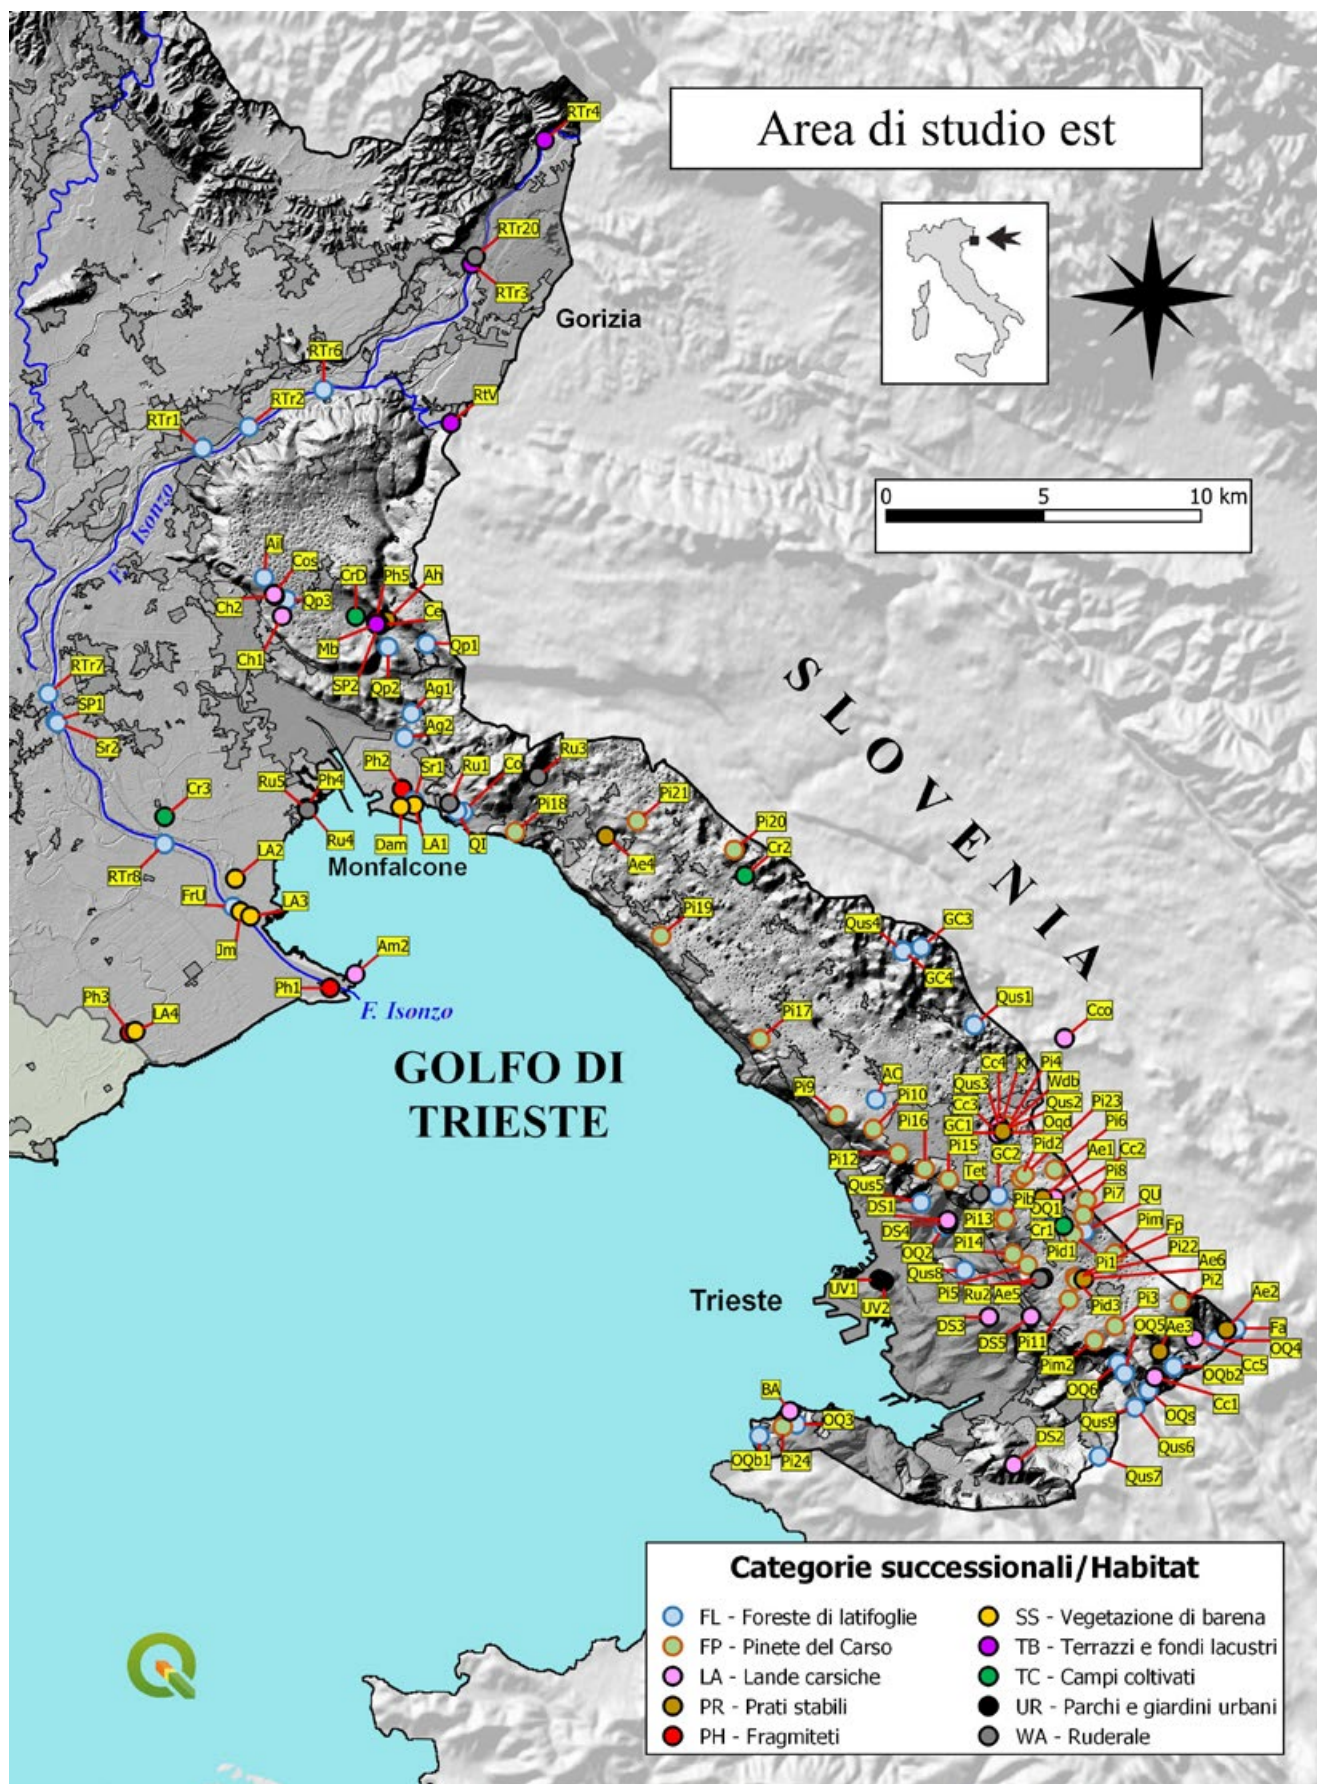 Area di studio est
RTr4
RTr20
RTr3
Gorizia
RTr6
RTr2
RtV
RTr1
0 5 10 km
F. Isonzo
Ail
Cos
CrD
Ph5
Ah
Ch2
Qp3
Ce
Mb
Qp1
Ch1
SP2
Qp2
SLOVENIA
RTr7
SP1
Ag1
Sr2
Ag2
Ph2
Sr1
Ru1
Co
Ru3
Ru5
Ph4
Cr3
Pi18
Pi21
Pi20
Ru4
Dam
LA1
QI
Cr2
Ae4
Monfalcone
RTr8
LA2
FrU
LA3
Pi19
Qus4
GC3
Jm
Am2
GC4
Ph3
LA4
Ph1
F. Isonzo
Qus1
Cco
Pi17
GOLFO DI
TRIESTE
Cc4
Pi4
AC
Qus3
Wdb
Pi9
Pi10
Cc3
Qus2
Pi23
Pi16
GC1
Oqd
Pi6
Pi15
Pid2
Pi12
GC2
Ae1
Cc2
Tet
Pi8
Qus5
Pib
Pi7
QU
DS1
OQ1
DS4
Pi13
Cr1
Pim
Fp
OQ2
Pi14
Pid1
Pi1
Pi22
Qus8
Ae6
UV1
Pi5
Ru2
Ae5
Pi2
Trieste
UV2
Pid3
Pi3
Ae2
DS3
DS5
Pi11
OQ5
Ae3
Fa
Pim2
OQ4
Cc5
OQb2
BA
OQ6
Cc1
OQ3
Qus9
OQs
OQb1
Pi24
DS2
Qus6
Qus7
Categorie successionali/Habitat
FL - Foreste di latifoglie
FP - Pinete del Carso
LA - Lande carsiche
PR - Prati stabili
PH - Fragmiteti
SS - Vegetazione di barena
TB - Terrazzi e fondi lacustri
TC - Campi coltivati
UR - Parchi e giardini urbani
WA - Ruderale